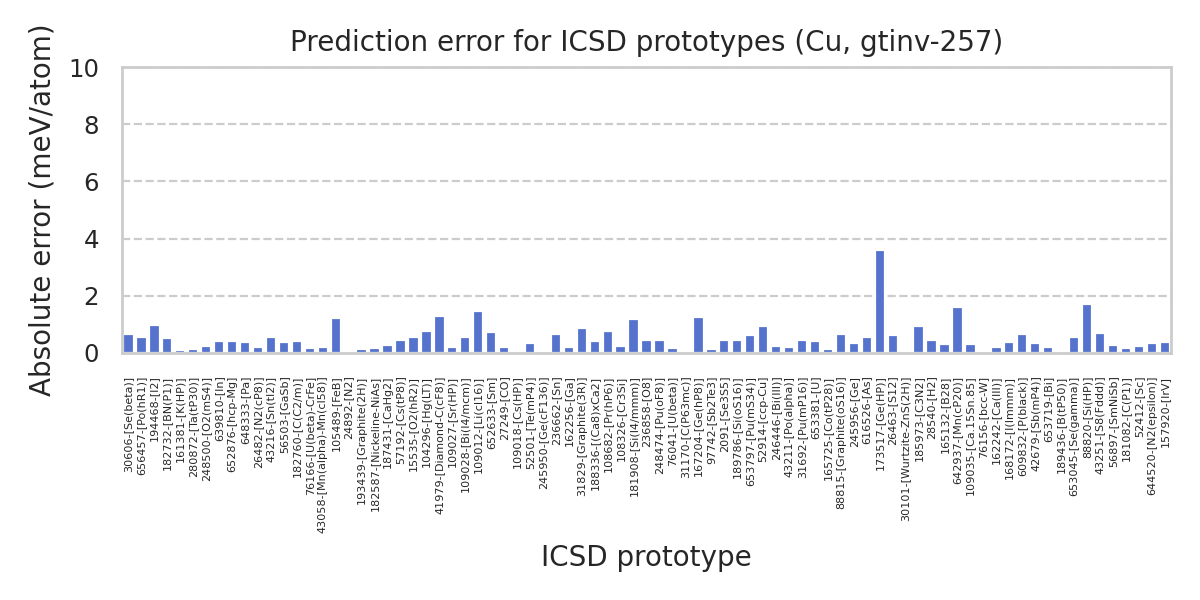 Prediction error for ICSD prototypes (Cu, gtinv-257)
Absolute error (meV/atom)
10
8
6
4
2
0
30606-[Se(beta)]
656457-[Po(hR1)]
194468-[I2]
182732-[BN(P1)]
161381-[K(HP)]
280872-[Ta(tP30)]
248500-[O2(mS4)]
639810-[In]
652876-[hcp-Mg]
648333-[Pa]
26482-[N2(cP8)]
43216-[Sn(tI2)]
56503-[GaSb]
182760-[C(C2/m)]
76166-[U(beta)-CrFe]
43058-[Mn(alpha)-Mn(cI58)]
1054899-[FeB]
24892-[N2]
193439-[Graphite(2H)]
182587-[Nickeline-NiAs]
187431-[CaHg2]
57192-[Cs(tP8)]
15535-[O2(hR2)]
104296-[Hg(LT)]
41979-[Diamond-C(cF8)]
109027-[Sr(HP)]
109028-[Bi(I4/mcm)]
109012-[Li(cI16)]
652633-[Sm]
27249-[CO]
109018-[Cs(HP)]
52501-[Te(mP4)]
245950-[Ge(cF136)]
236662-[Sn]
162256-[Ga]
31829-[Graphite(3R)]
188336-[(Ca8)xCa2]
108682-[Pr(hP6)]
108326-[Cr3Si]
181908-[Si(I4/mmm)]
236858-[O8]
248474-[Pu(oF8)]
76041-[U(beta)]
31170-[C(P63mc)]
167204-[Ge(hP8)]
97742-[Sb2Te3]
2091-[Se3S5]
189786-[Si(oS16)]
653797-[Pu(mS34)]
52914-[ccp-Cu]
246446-[Bi(III)]
43211-[Po(alpha)]
31692-[Pu(mP16)]
653381-[U]
165725-[Co(tP28)]
88815-[Graphite(oS16)]
245956-[Ge]
616526-[As]
173517-[Ge(HP)]
26463-[S12]
30101-[Wurtzite-ZnS(2H)]
185973-[C3N2]
28540-[H2]
165132-[B28]
642937-[Mn(cP20)]
109035-[Ca.15Sn.85]
76156-[bcc-W]
162242-[Ca(III)]
168172-[I(Immm)]
609832-[P(black)]
42679-[Sb(mP4)]
653719-[Bi]
189436-[B(tP50)]
653045-[Se(gamma)]
88820-[Si(HP)]
43251-[S8(Fddd)]
56897-[SmNiSb]
181082-[C(P1)]
52412-[Sc]
644520-[N2(epsilon)]
157920-[IrV]
ICSD prototype